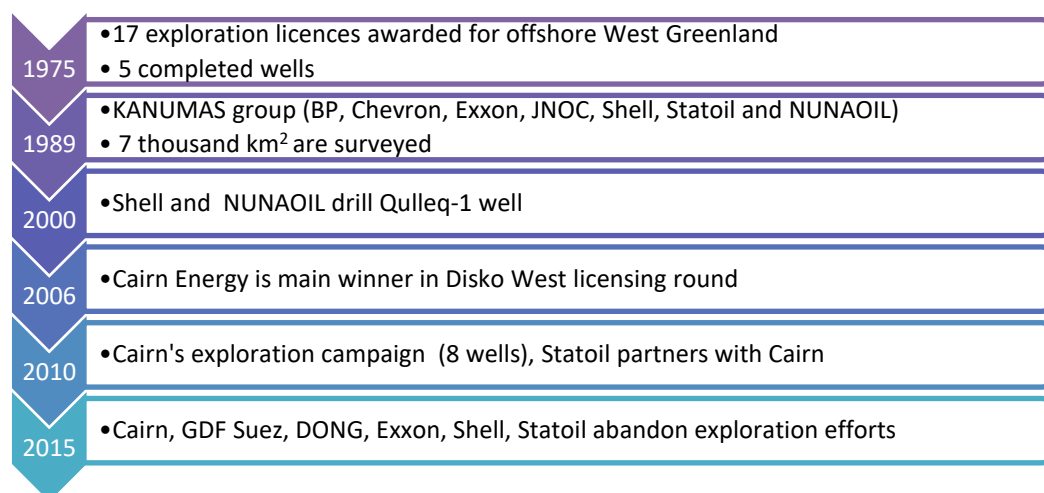 1975
•17 exploration licences awarded for offshore West Greenland
• 5 completed wells
1989
•KANUMAS group (BP, Chevron, Exxon, JNOC, Shell, Statoil and NUNAOIL)
• 7 thousand km² are surveyed
2000
•Shell and  NUNAOIL drill Qulleq-1 well
2006
•Cairn Energy is main winner in Disko West licensing round
2010
•Cairn's exploration campaign  (8 wells), Statoil partners with Cairn
2015
•Cairn, GDF Suez, DONG, Exxon, Shell, Statoil abandon exploration efforts